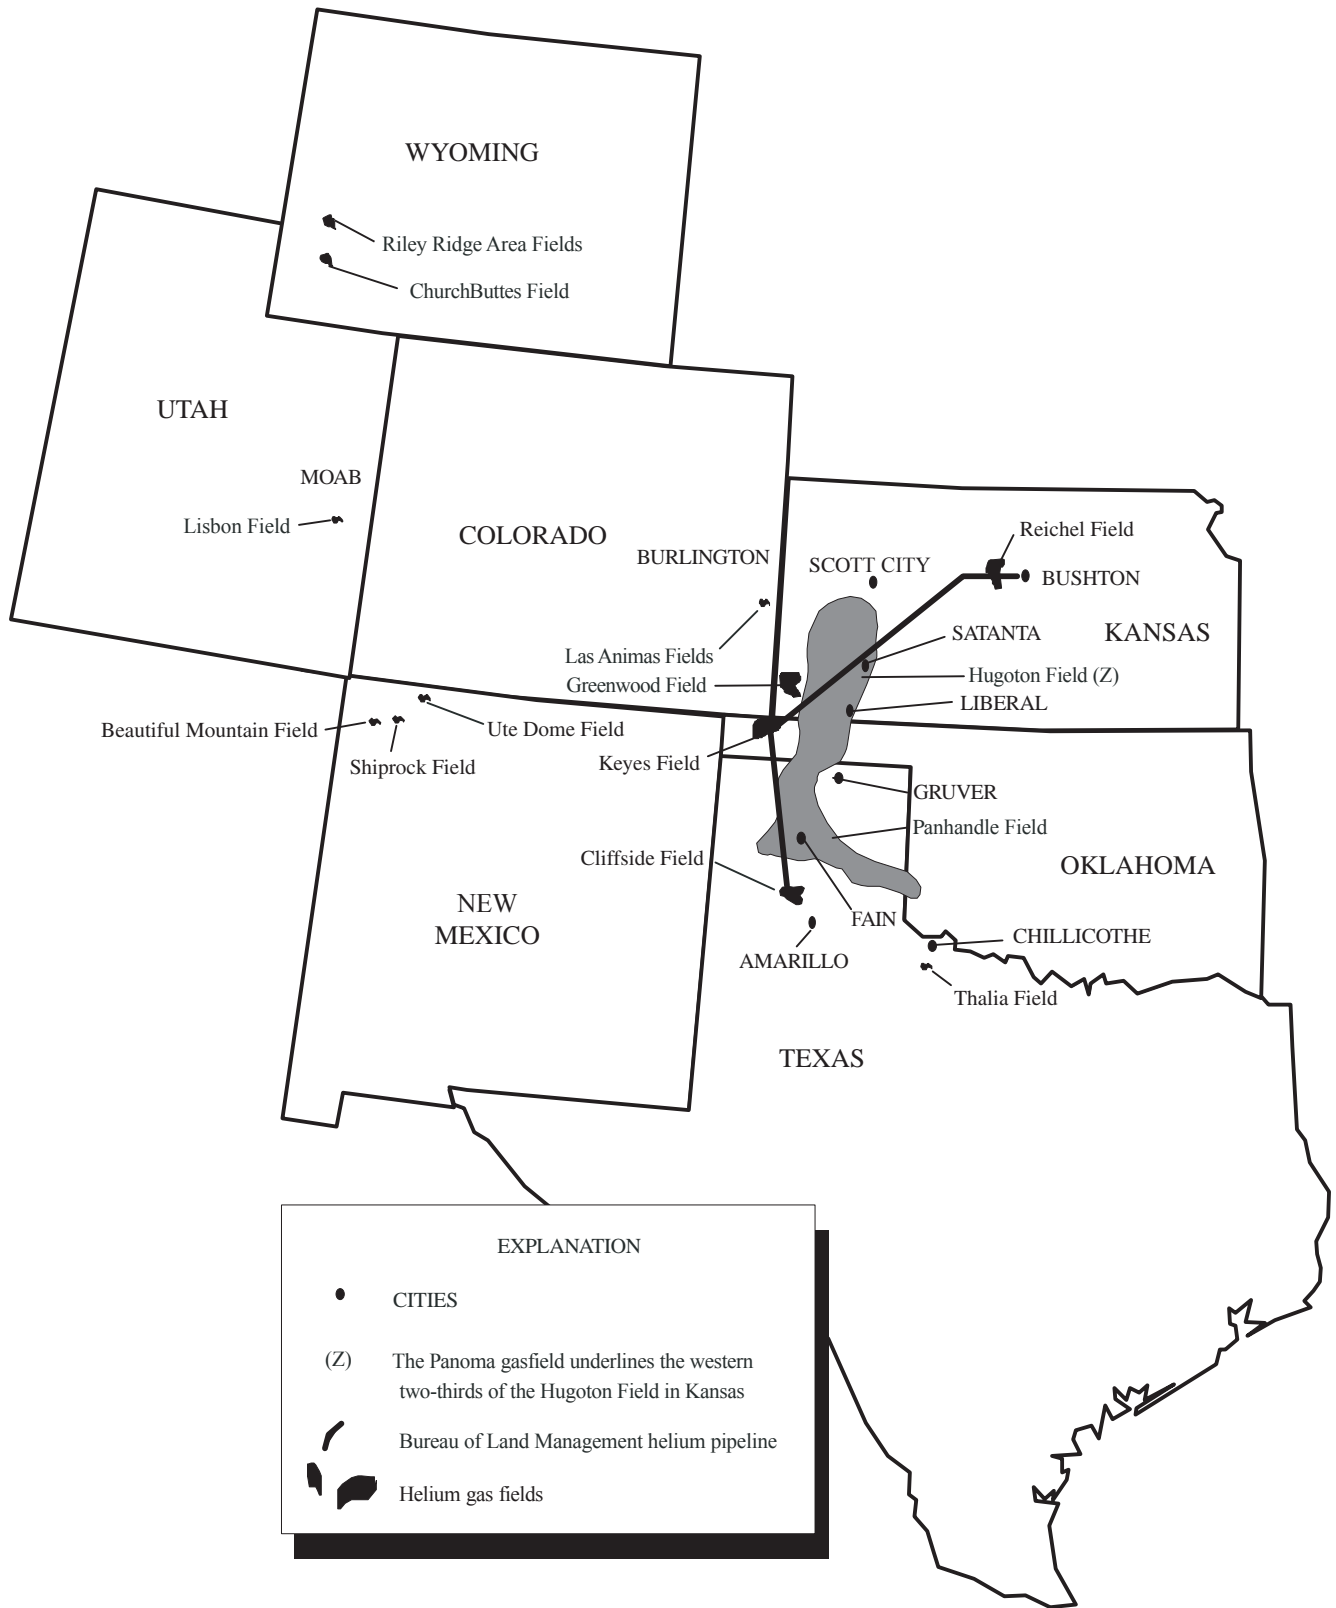 WYOMING
Riley Ridge Area Fields
ChurchButtes Field
UTAH
MOAB
Lisbon Field
COLORADO
BURLINGTON
Las Animas Fields
Greenwood Field
SCOTT CITY
Reichel Field
BUSHTON
SATANTA
KANSAS
Hugoton Field (Z)
LIBERAL
Beautiful Mountain Field
Ute Dome Field
Shiprock Field
Keyes Field
GRUVER
Panhandle Field
Cliffside Field
OKLAHOMA
NEW
MEXICO
FAIN
AMARILLO
CHILLICOTHE
Thalia Field
TEXAS
EXPLANATION
CITIES
(Z) The Panoma gasfield underlines the western
two-thirds of the Hugoton Field in Kansas
Bureau of Land Management helium pipeline
Helium gas fields